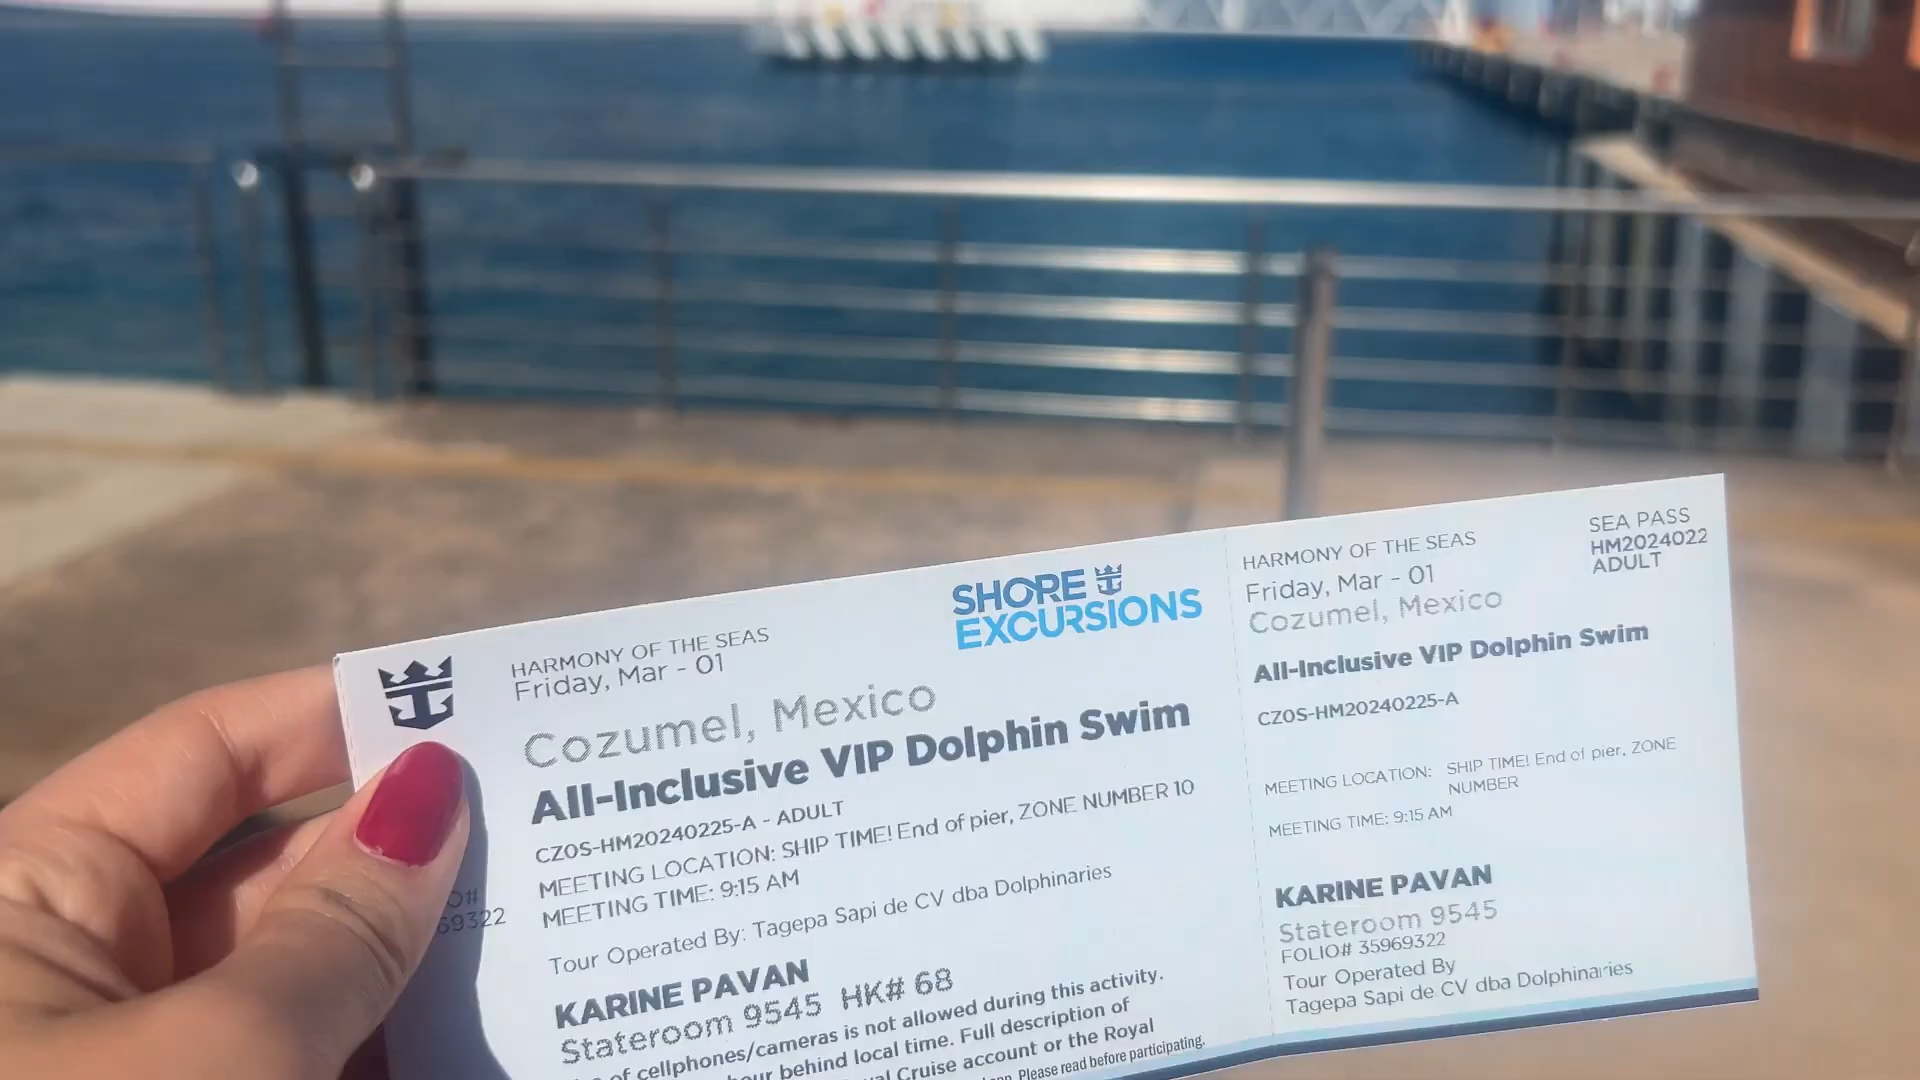 HARMONY OF THE SEAS
Friday, Mar - 01
SHORE
EXCURSIONS
Cozumel, Mexico
All-Inclusive VIP Dolphin Swim
CZ0S-HM20240225-A - ADULT
MEETING LOCATION: SHIP TIME! End of pier, ZONE NUMBER 10
MEETING TIME: 9:15 AM
69322
Tour Operated By: Tagepa Sapi de CV dba Dolphinaries
KARINE PAVAN
Stateroom 9545 HK# 68
of cellphones/cameras is not allowed during this activity.
behind local time. Full description of
Cruise account or the Royal
Please read before participating.
HARMONY OF THE SEAS
Friday, Mar - 01
Cozumel, Mexico
SEA PASS
HM2024022
ADULT
All-Inclusive VIP Dolphin Swim
CZ0S-HM20240225-A
MEETING LOCATION: SHIP TIME! End of pier, ZONE
NUMBER
MEETING TIME: 9:15 AM
KARINE PAVAN
Stateroom 9545
FOLIO# 35969322
Tour Operated By
Tagepa Sapi de CV dba Dolphinaries